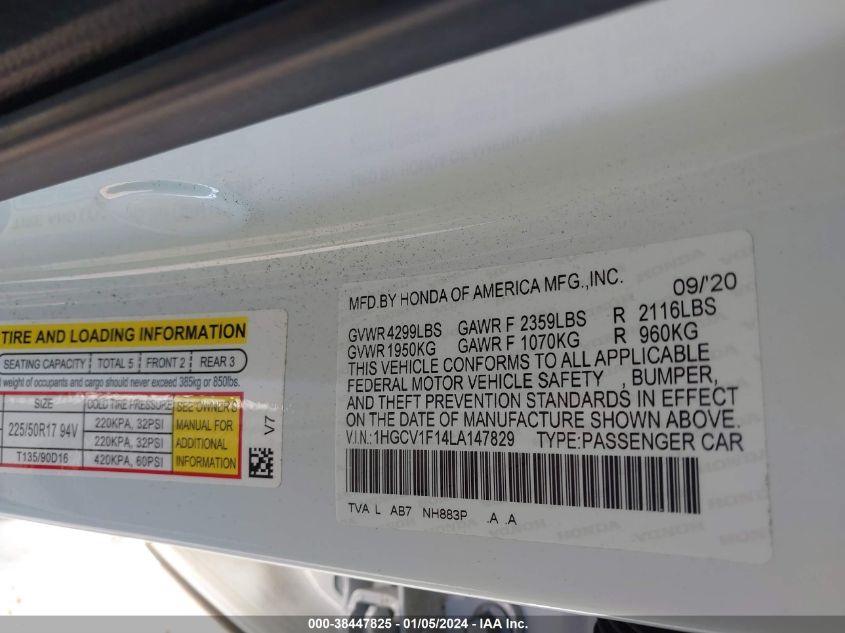 TIRE AND LOADING INFORMATION
SEATING CAPACITY TOTAL 5 FRONT 2 REAR 3
weight of occupants and cargo should never exceed 385kg or 850lbs.
SIZE COLD TIRE PRESSURE SEE OWNER'S
225/50R17 94V 220KPA, 32PSI MANUAL FOR
220KPA, 32PSI ADDITIONAL
T135/90D16 420KPA, 60PSI INFORMATION
V7
MFD.BY HONDA OF AMERICA MFG.,INC. 09/'20
GVWR 4299LBS GAWR F 2359LBS R 2116LBS
GVWR 1950KG GAWR F 1070KG R 960KG
THIS VEHICLE CONFORMS TO ALL APPLICABLE
FEDERAL MOTOR VEHICLE SAFETY , BUMPER,
AND THEFT PREVENTION STANDARDS IN EFFECT
ON THE DATE OF MANUFACTURE SHOWN ABOVE.
V.I.N.:1HGCV1F14LA147829 TYPE:PASSENGER CAR
TVA L AB7 NH883P .A .A
00-38447825 - 01/05/2024 - IAA Inc.